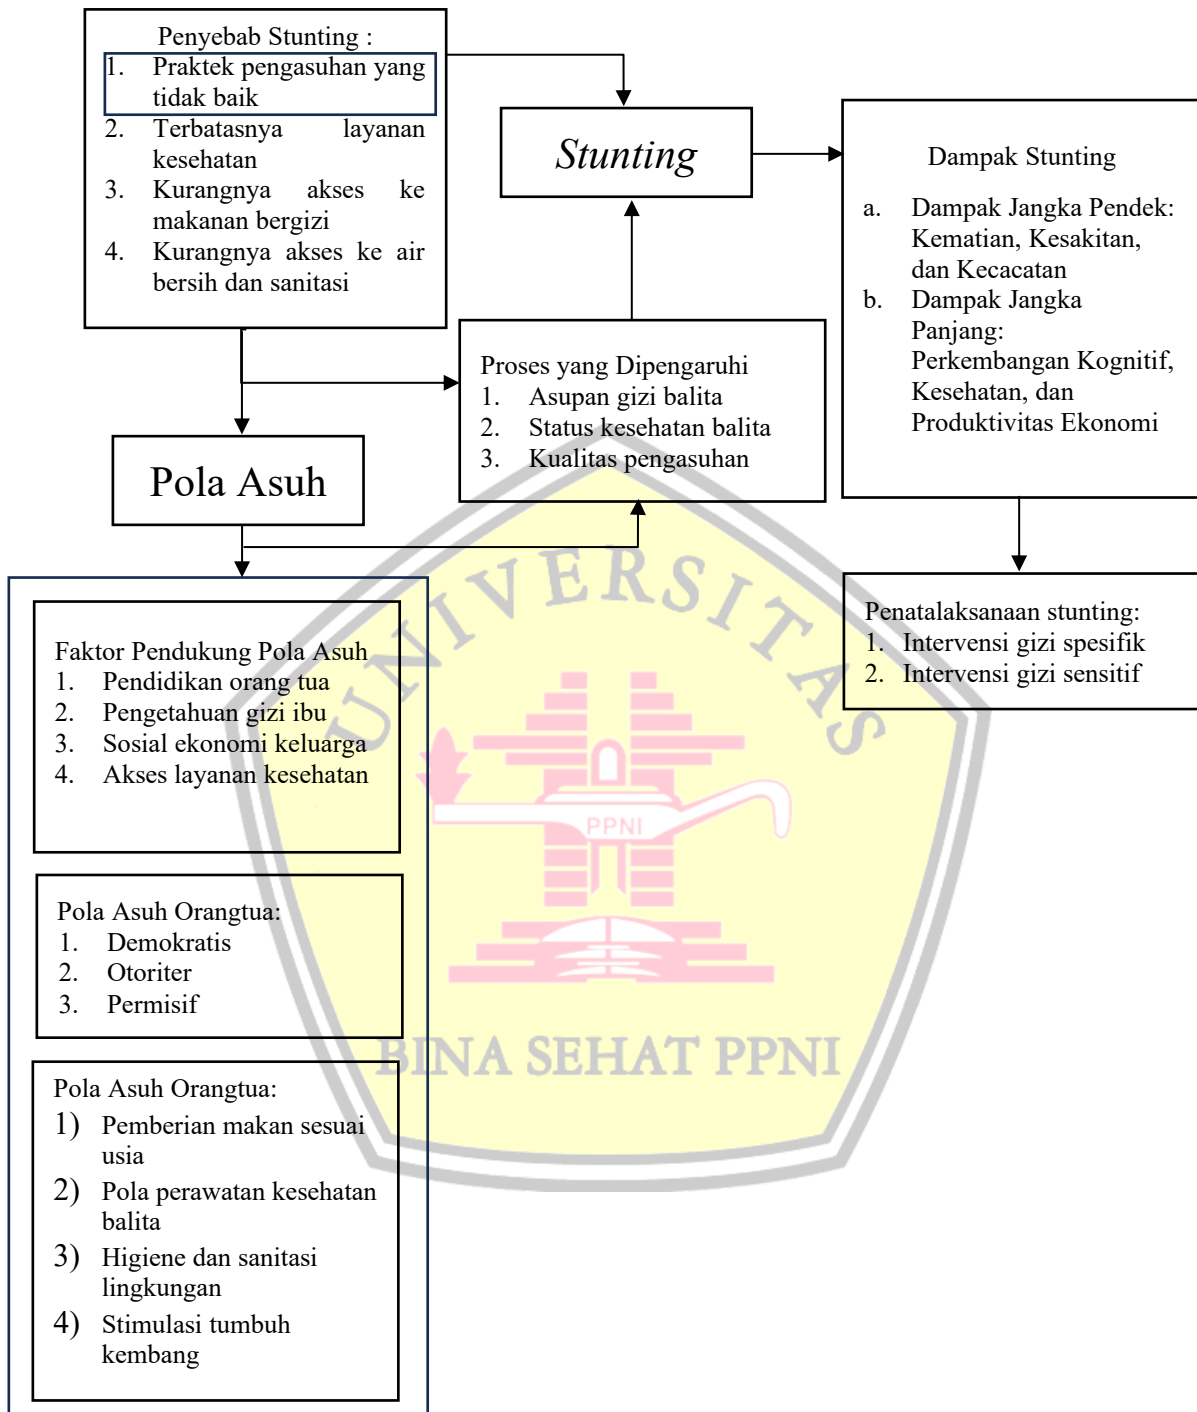 Penyebab Stunting :
1. Praktek pengasuhan yang
tidak baik
2. Terbatasnya layanan
kesehatan
3. Kurangnya akses ke
makanan bergizi
4. Kurangnya akses ke air
bersih dan sanitasi
Stunting
Dampak Stunting
a. Dampak Jangka Pendek:
Kematian, Kesakitan,
dan Kecacatan
b. Dampak Jangka
Panjang:
Perkembangan Kognitif,
Kesehatan, dan
Produktivitas Ekonomi
Proses yang Dipengaruhi
1. Asupan gizi balita
2. Status kesehatan balita
3. Kualitas pengasuhan
Pola Asuh
Penatalaksanaan stunting:
1. Intervensi gizi spesifik
2. Intervensi gizi sensitif
Faktor Pendukung Pola Asuh
1. Pendidikan orang tua
2. Pengetahuan gizi ibu
3. Sosial ekonomi keluarga
4. Akses layanan kesehatan
Pola Asuh Orangtua:
1. Demokratis
2. Otoriter
3. Permisif
Pola Asuh Orangtua:
1) Pemberian makan sesuai
usia
2) Pola perawatan kesehatan
balita
3) Higiene dan sanitasi
lingkungan
4) Stimulasi tumbuh
kembang
UNIVERSITAS
PPNI
BINA SEHAT PPNI